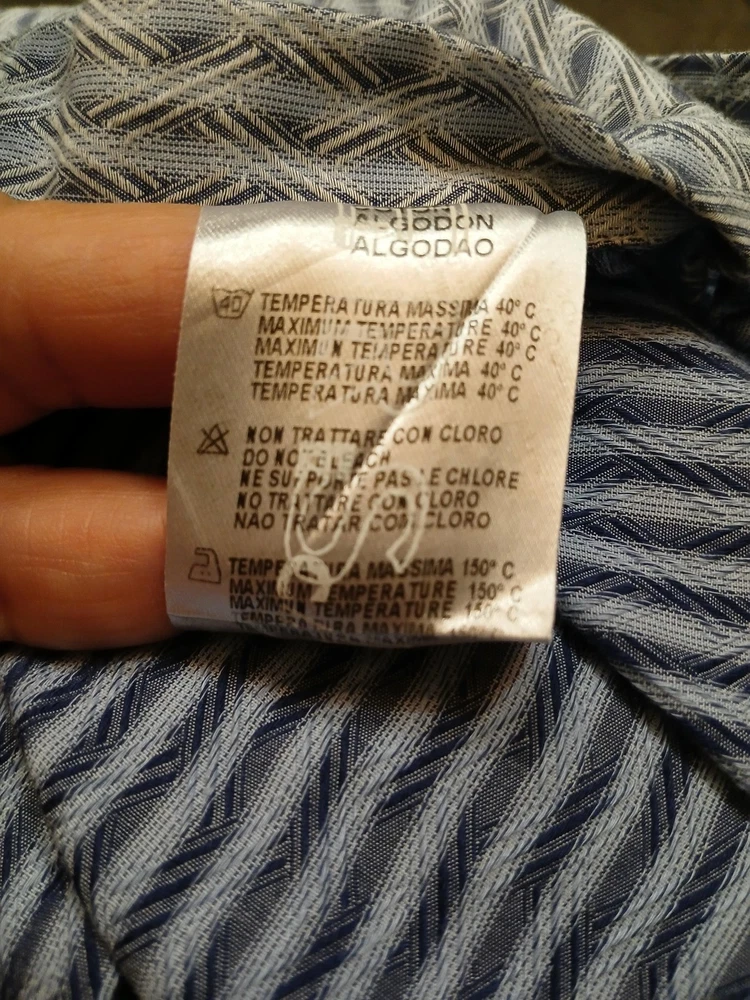 ALGODON
ALGODAO
40 TEMPERATURA MASSIMA 40° C
MAXIMUM TEMPERATURE 40° C
MAXIMUN TEMPERATURE 40° C
TEMPERATURA MAXIMA 40° C
TEMPERATURA MAXIMA 40° C
NON TRATTARE CON CLORO
DO NOT BLEACH
NE SUPPORTE PAS LE CHLORE
NO TRATTARE CON CLORO
NAO TRATAR COM CLORO
TEMPERATURA MASSIMA 150° C
MAXIMUM TEMPERATURE 150° C
MAXIMUN TEMPERATURE 150° C